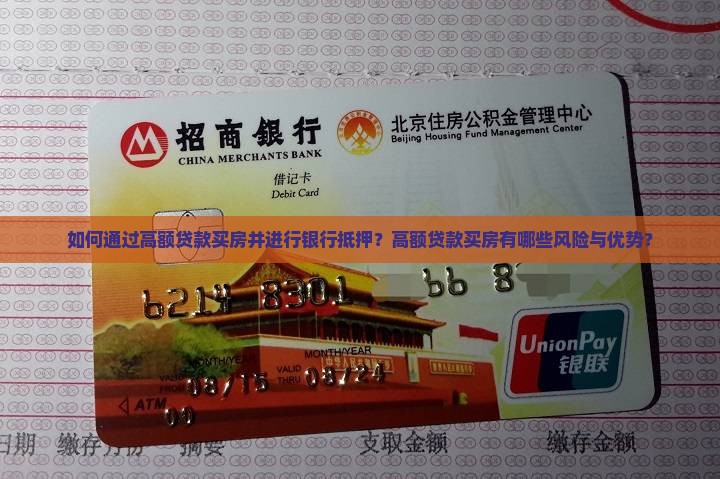 招商银行
CHINA MERCHANTS BANK
北京住房公积金管理中心
Beijing Housing Fund Management Center
借记卡
Debit Card
如何通过高额贷款买房并进行银行抵押？高额贷款买房有哪些风险与优势？
6214 8301 66 8
UnionPay
银联
MONTH/YEAR MONTH/YEAR
VALID THRU
08/15 08/24
ATM
00
日期 缴存月份 摘要 支取金额 缴存金额